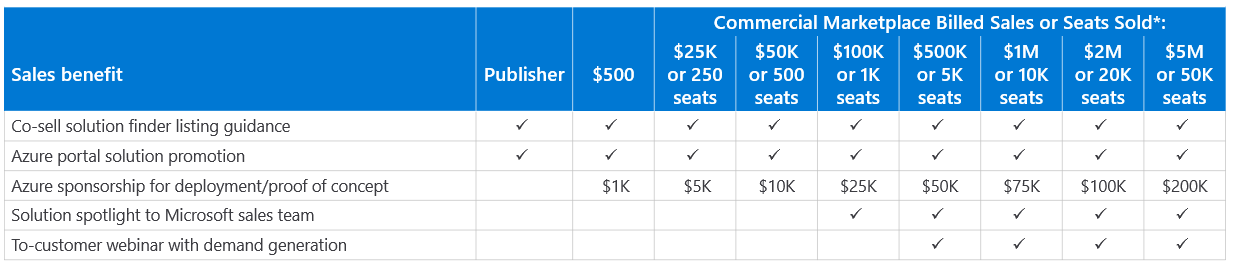 Commercial Marketplace Billed Sales or Seats Sold*:
Sales benefit Publisher $500 $25K or 250 seats $50K or 500 seats $100K or 1K seats $500K or 5K seats $1M or 10K seats $2M or 20K seats $5M or 50K seats
Co-sell solution finder listing guidance ✓ ✓ ✓ ✓ ✓ ✓ ✓ ✓ ✓
Azure portal solution promotion ✓ ✓ ✓ ✓ ✓ ✓ ✓ ✓ ✓
Azure sponsorship for deployment/proof of concept $1K $5K $10K $25K $50K $75K $100K $200K
Solution spotlight to Microsoft sales team ✓ ✓ ✓ ✓ ✓
To-customer webinar with demand generation ✓ ✓ ✓ ✓